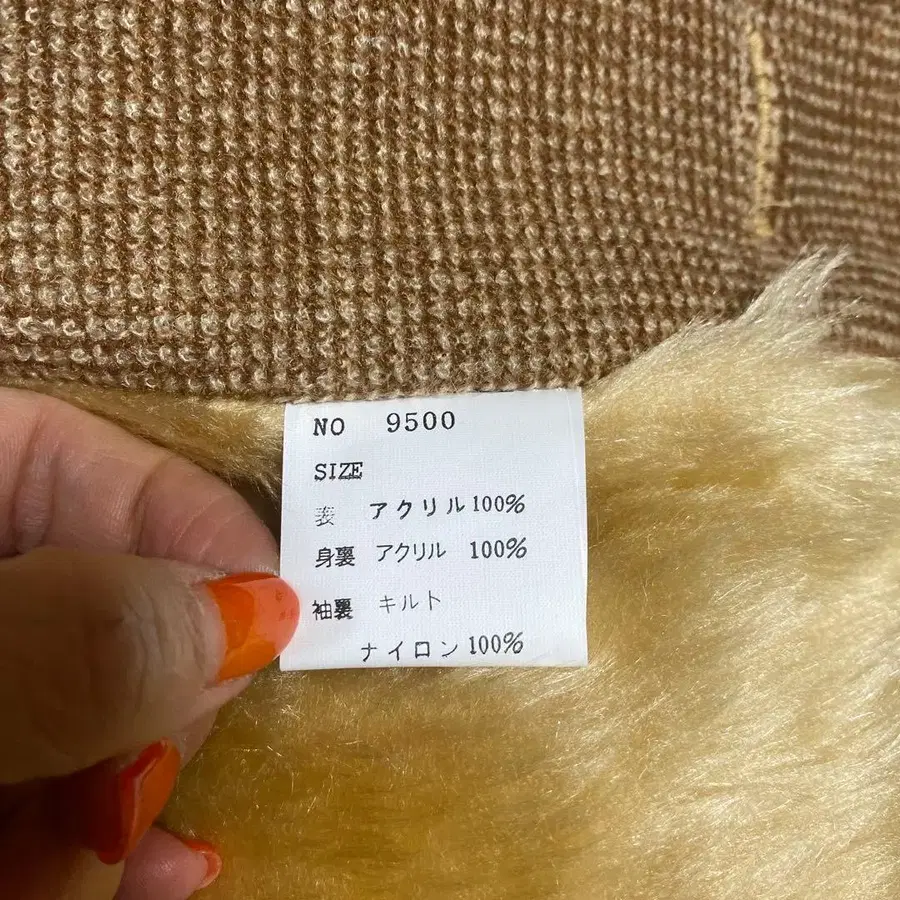 NO 9500
SIZE
表 アクリル100%
身裏 アクリル 100%
袖裏 キルト
ナイロン100%